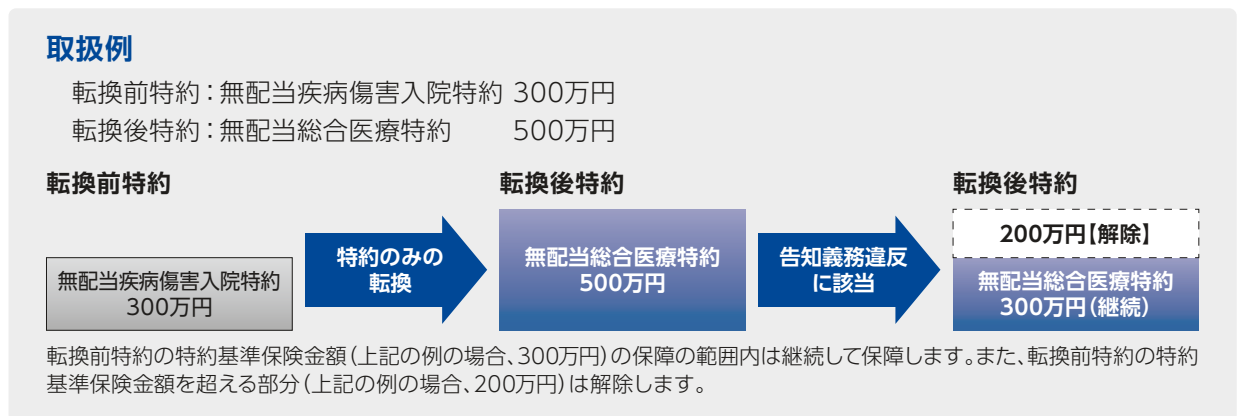 取扱例
転換前特約：無配当疾病傷害入院特約 300万円
転換後特約：無配当総合医療特約 500万円
転換前特約
転換後特約
転換後特約
無配当疾病傷害入院特約
300万円
特約のみの
転換
無配当総合医療特約
500万円
告知義務違反
に該当
200万円【解除】
無配当総合医療特約
300万円（継続）
転換前特約の特約基準保険金額（上記の例の場合、300万円）の保障の範囲内は継続して保障します。また、転換前特約の特約
基準保険金額を超える部分（上記の例の場合、200万円）は解除します。